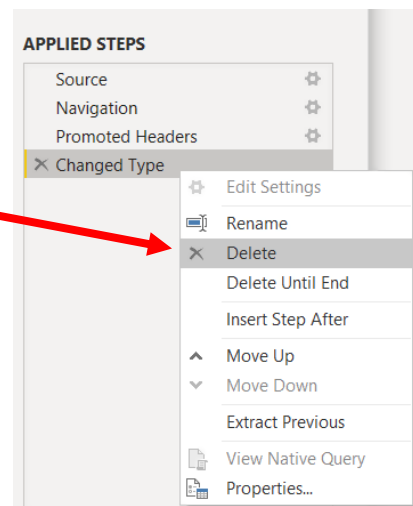 APPLIED STEPS
Source
Navigation
Promoted Headers
Changed Type
Edit Settings
Rename
Delete
Delete Until End
Insert Step After
Move Up
Move Down
Extract Previous
View Native Query
Properties...